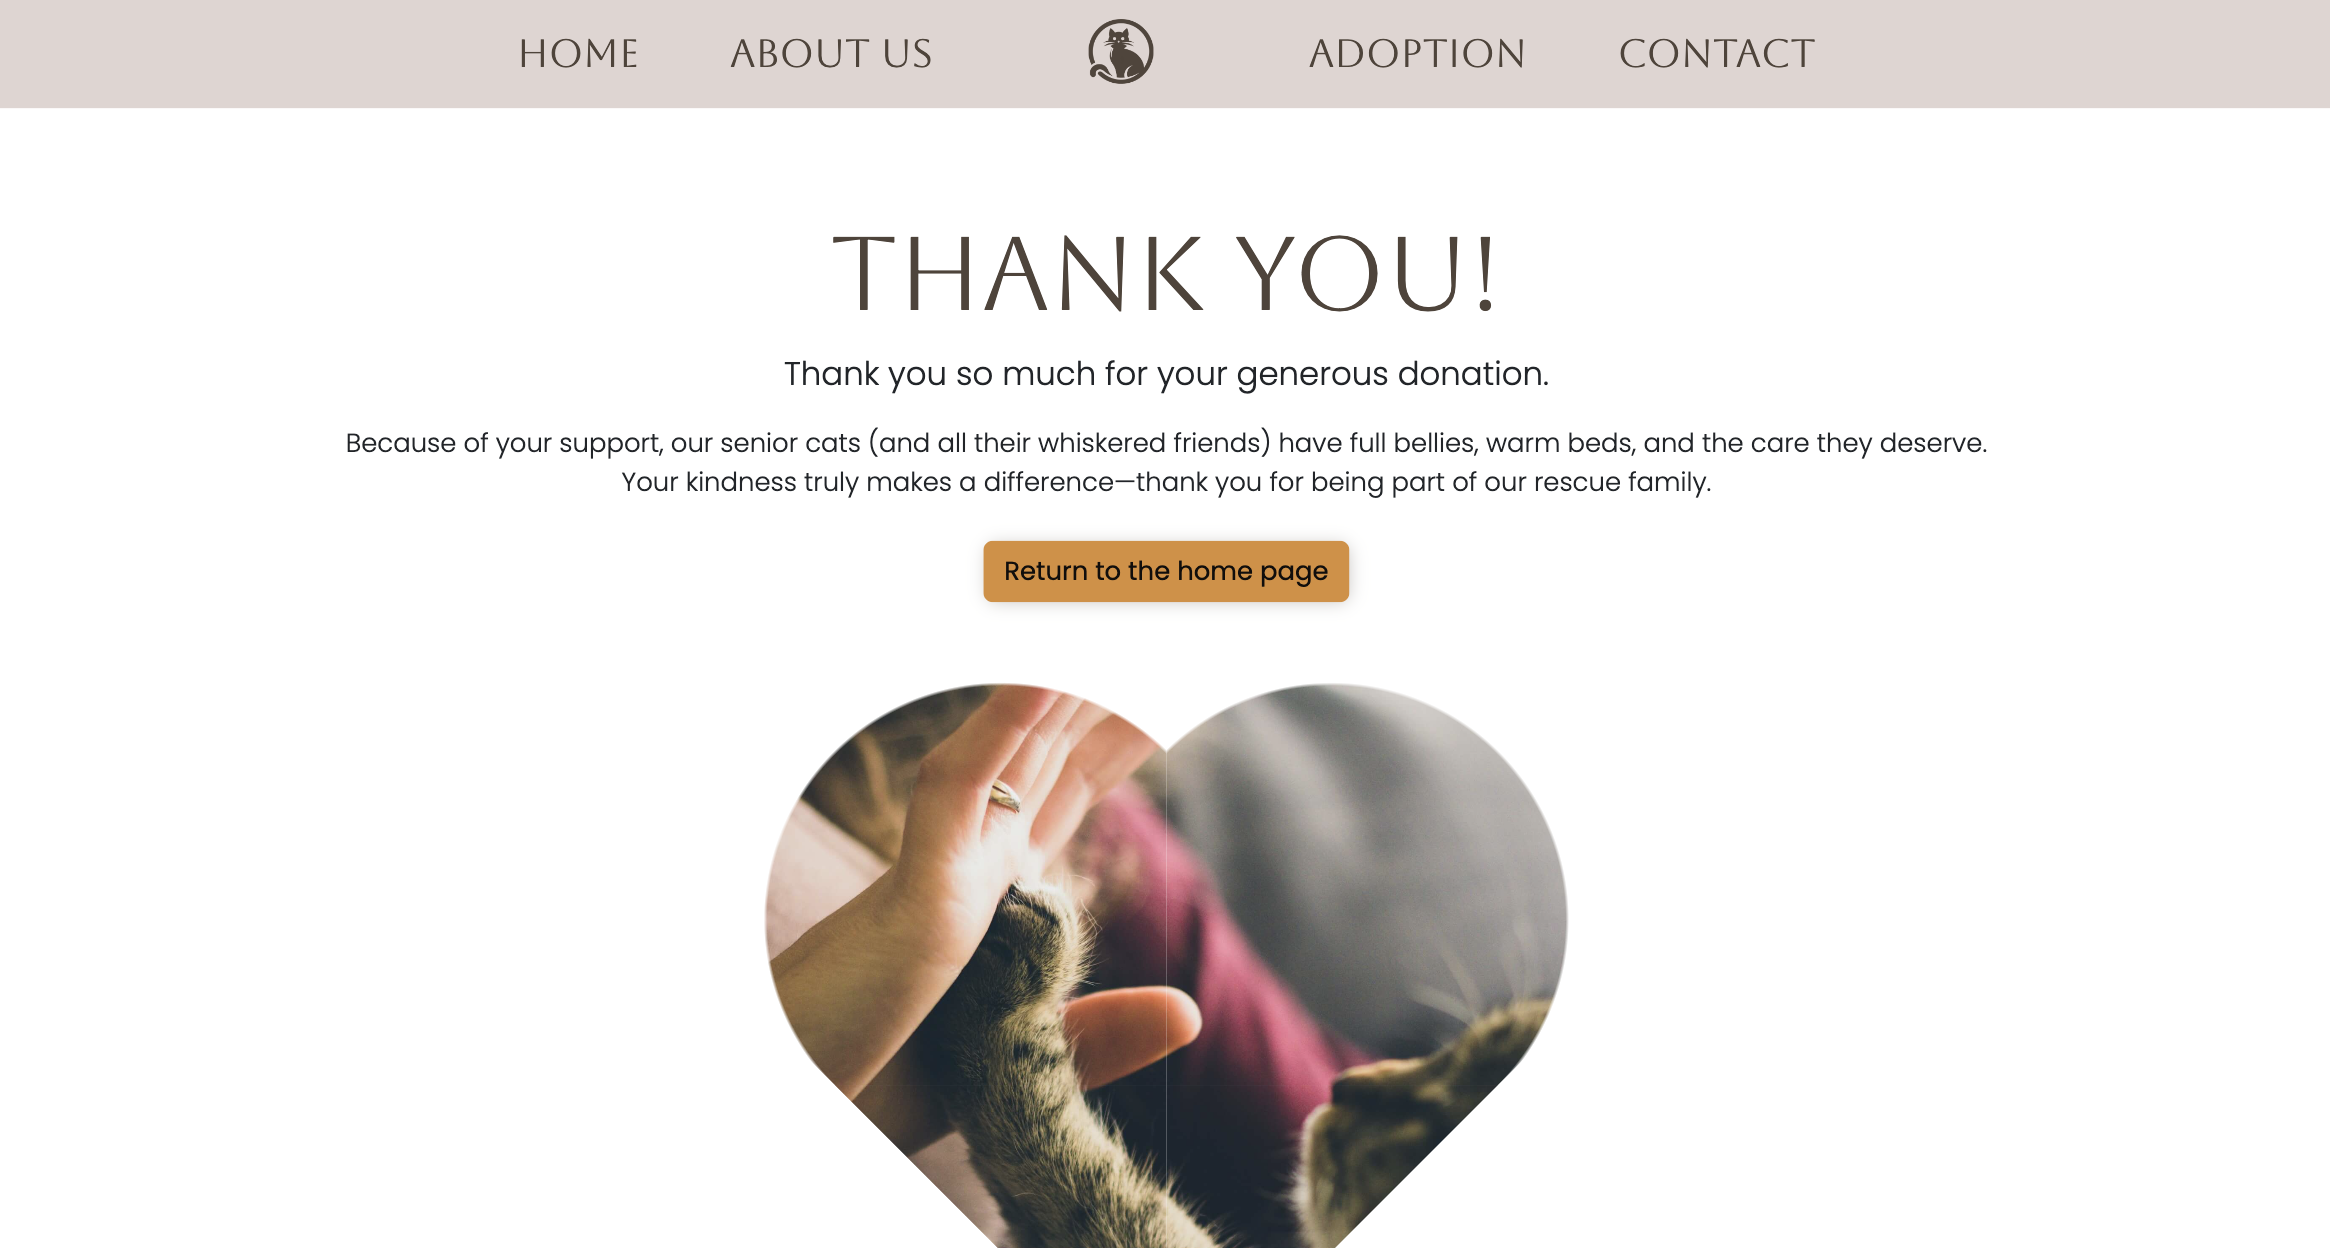 HOME ABOUT US ADOPTION CONTACT
THANK YOU!
Thank you so much for your generous donation.
Because of your support, our senior cats (and all their whiskered friends) have full bellies, warm beds, and the care they deserve.
Your kindness truly makes a difference—thank you for being part of our rescue family.
Return to the home page